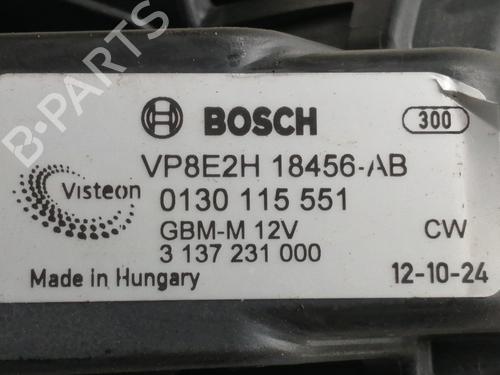 BOSCH
300
VP8E2H 18456-AB
Visteon
0130 115 551
GBM-M 12V
CW
3 137 231 000
Made in Hungary
12-10-24
B-PARTS